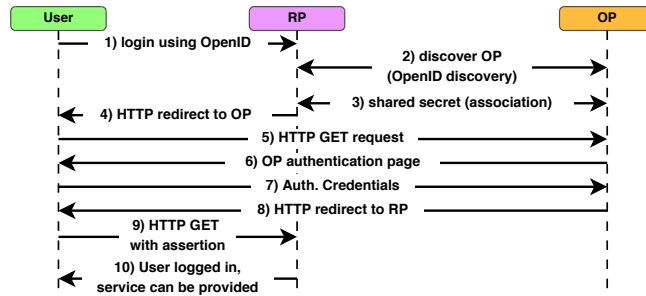 User
RP
OP
1) login using OpenID
2) discover OP
(OpenID discovery)
3) shared secret (association)
4) HTTP redirect to OP
5) HTTP GET request
6) OP authentication page
7) Auth. Credentials
8) HTTP redirect to RP
9) HTTP GET
with assertion
10) User logged in,
service can be provided